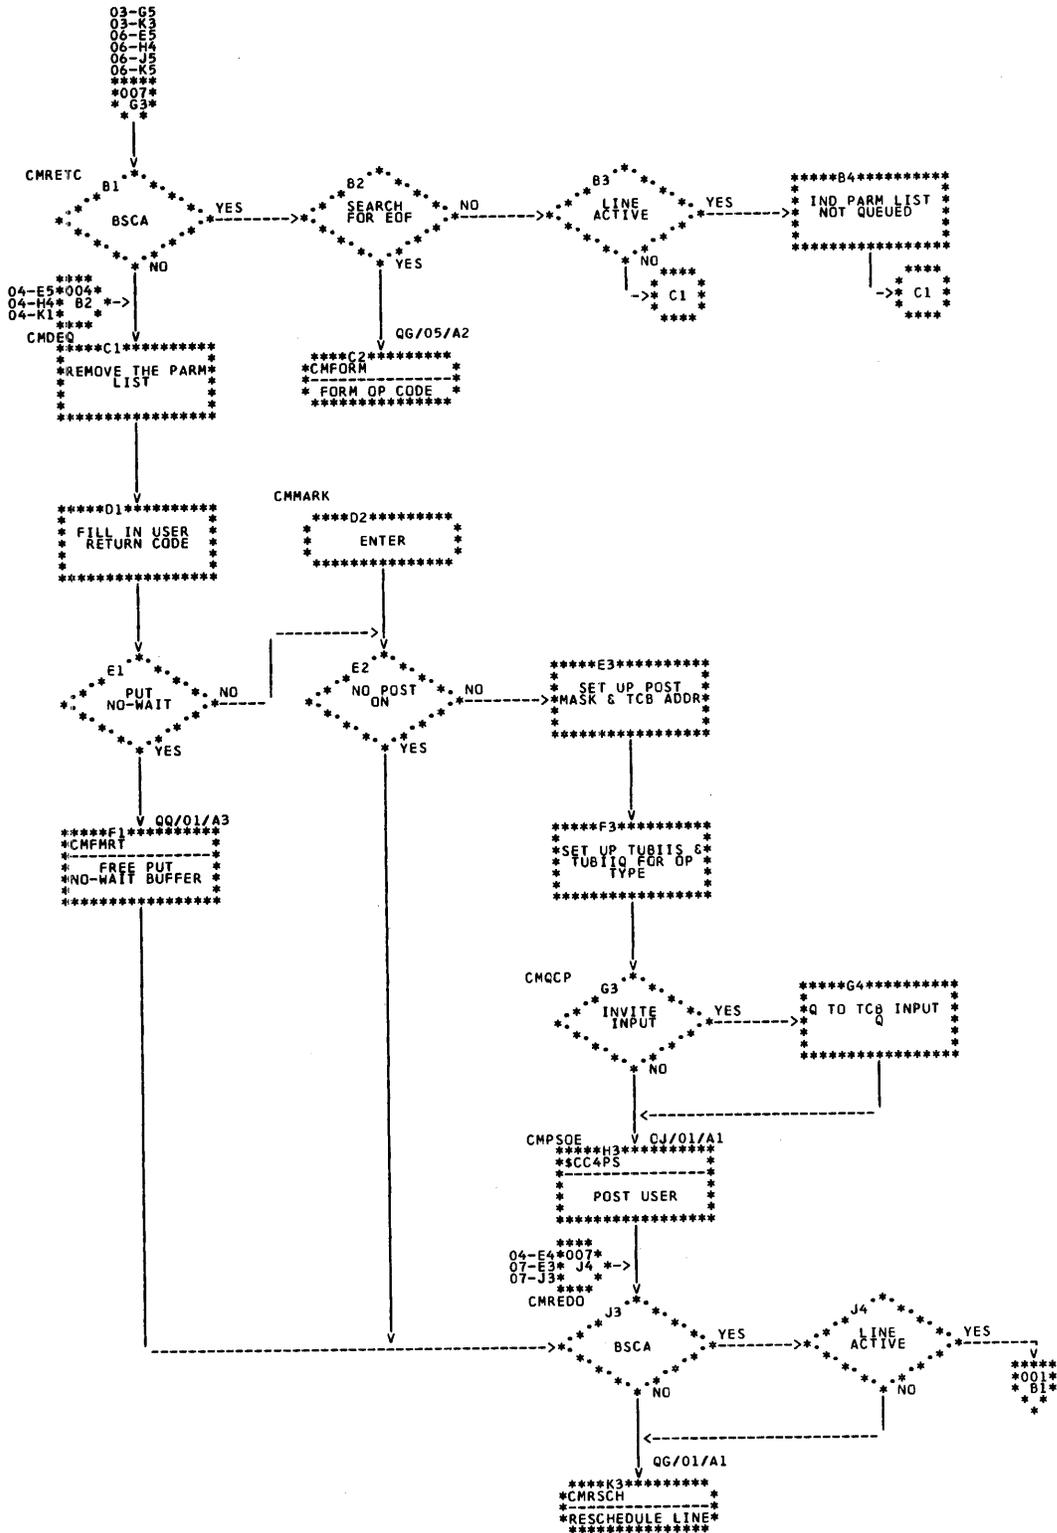 03-G5
03-K3
06-E5
06-H4
06-J5
06-K5
*****
*007*
* G3*
* *
*
CMRETC
B1
BSCA
YES
NO
B2
SEARCH
FOR EOF
NO
YES
B3
LINE
ACTIVE
YES
NO
*****B4**********
IND PARM LIST
NOT QUEUED
C1
C1
04-E5*004*
04-H4* B2 *->
04-K1*
CMDEQ
*****C1**********
REMOVE THE PARM
LIST
QG/05/A2
****C2*********
CMFORM
FORM OP CODE
*****D1**********
FILL IN USER
RETURN CODE
CMMARK
****D2*********
ENTER
E1
PUT
NO-WAIT
NO
YES
E2
NO POST
ON
NO
YES
*****E3**********
SET UP POST
MASK & TCB ADDR
QQ/01/A3
*****F1**********
CMFMRT
FREE PUT
NO-WAIT BUFFER
*****F3**********
SET UP TUBIIS &
TUBIIQ FOR OP
TYPE
CMQCP
G3
INVITE
INPUT
YES
NO
*****G4**********
Q TO TCB INPUT
Q
CMPSOE
CJ/01/A1
*****H3**********
$CC4PS
POST USER
04-E4*007*
07-E3* J4 *->
07-J3*
CMREDO
J3
BSCA
YES
NO
J4
LINE
ACTIVE
YES
NO
*****
*001*
* B1*
* *
*
QG/01/A1
****K3*********
CMRSCH
RESCHEDULE LINE